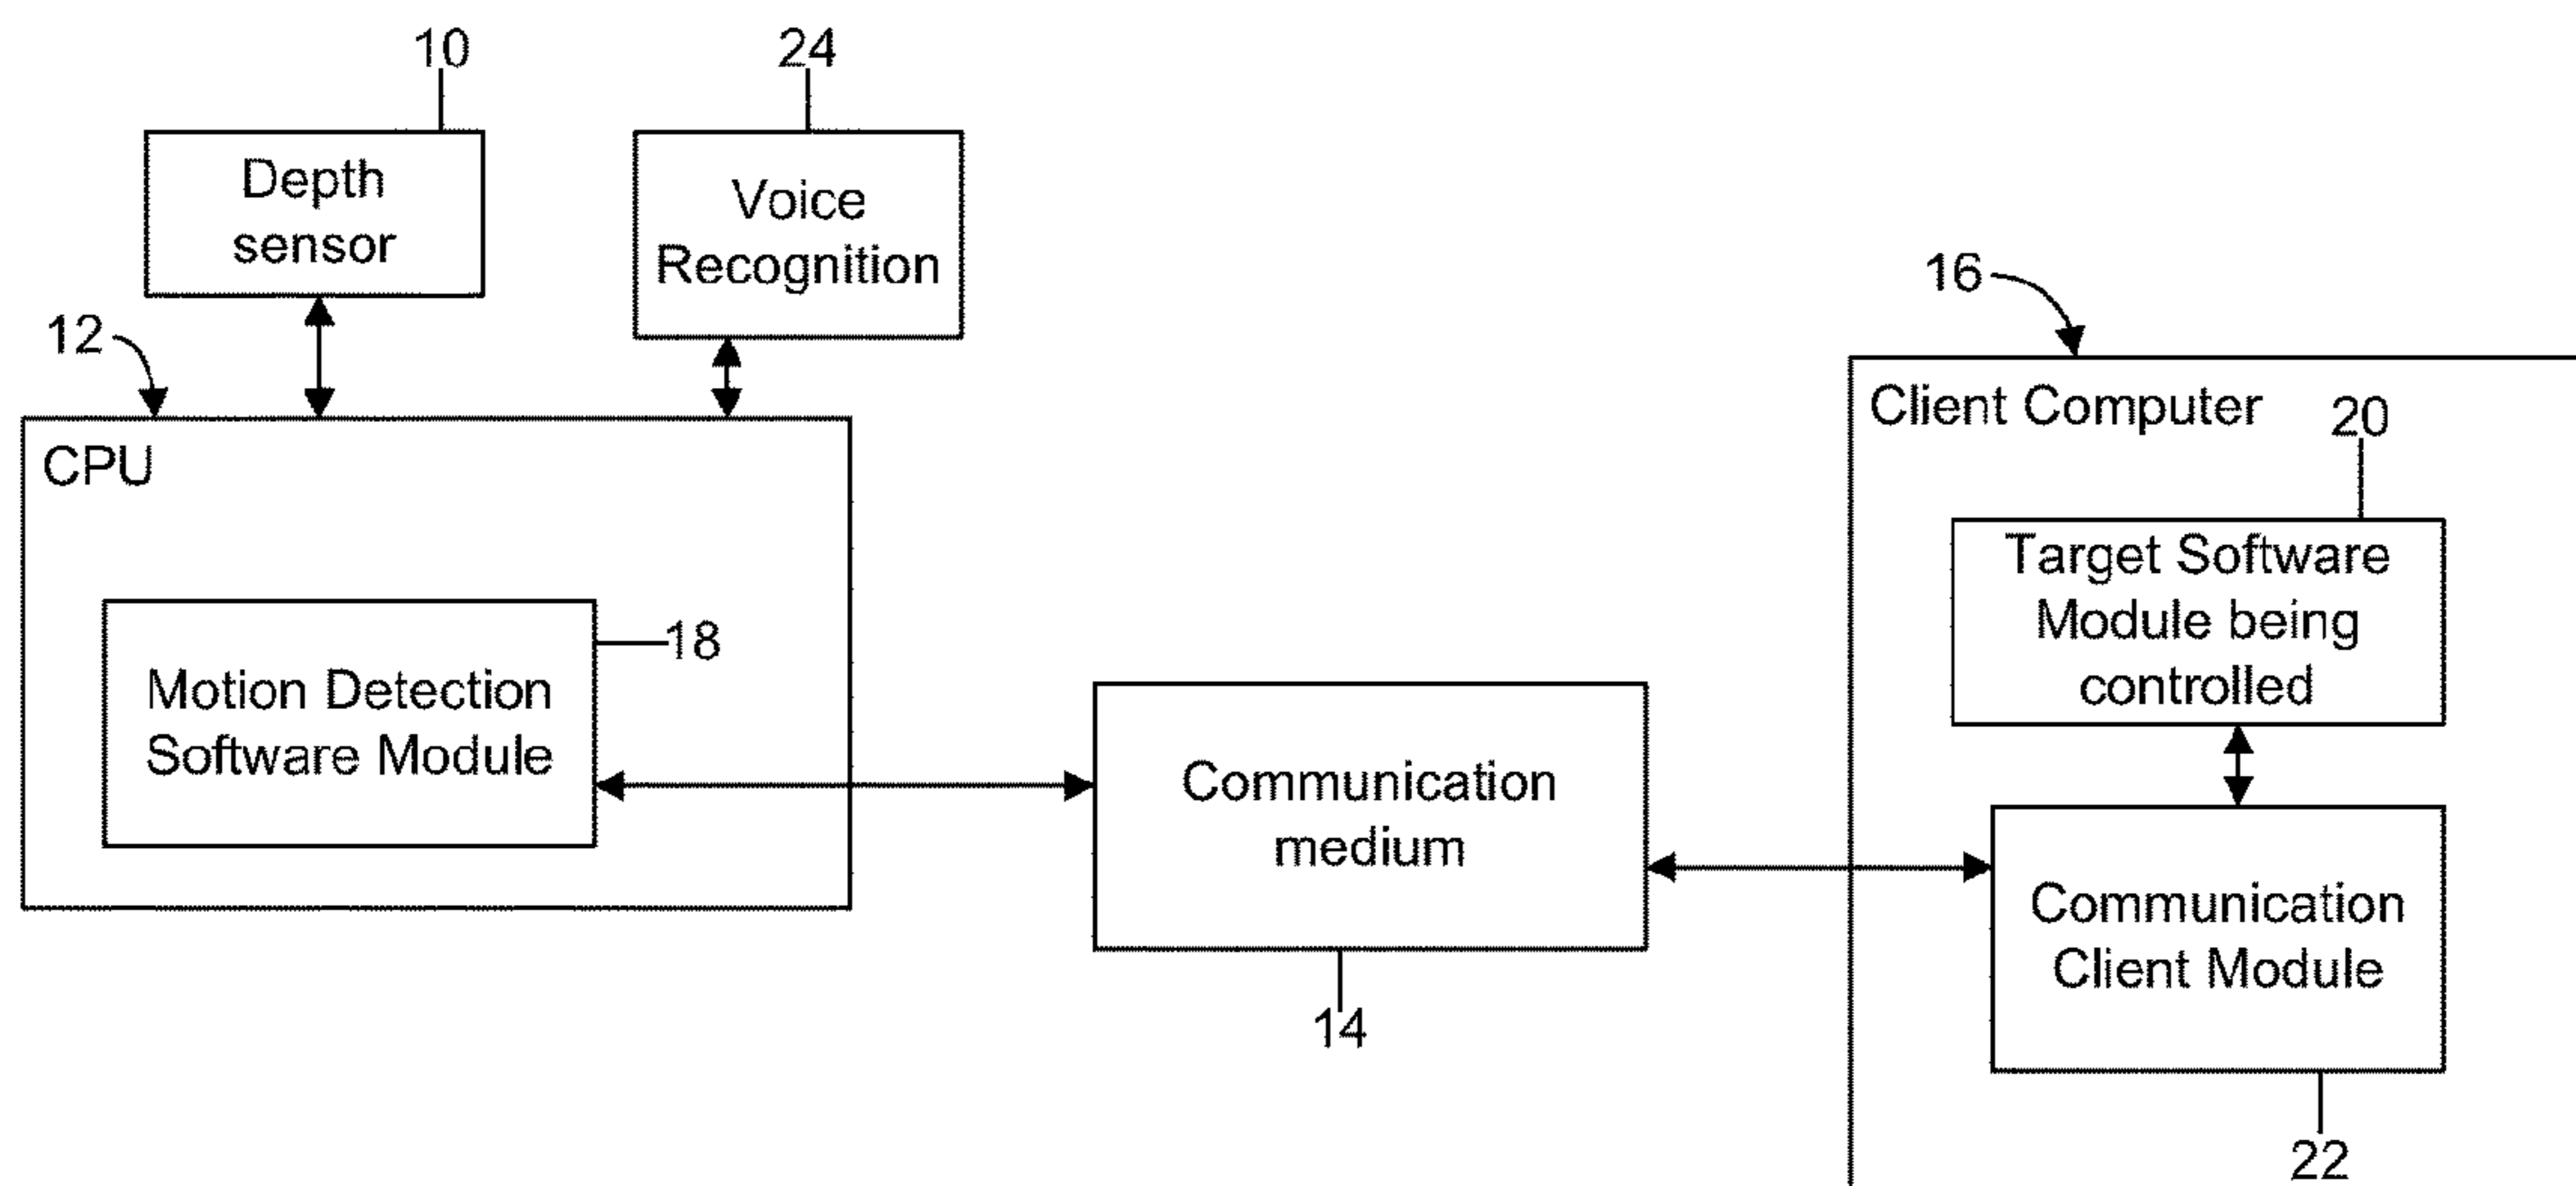 10
24
Depth
sensor
Voice
Recognition
12
16
CPU
Client Computer
20
Target Software
Module being
controlled
18
Motion Detection
Software Module
Communication
medium
14
Communication
Client Module
22